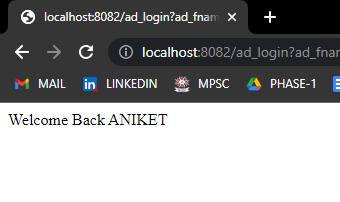 localhost:8082/ad_login?ad_fnam
localhost:8082/ad_login?ad_fnam
MAIL LINKEDIN MPSC PHASE-1
Welcome Back ANIKET